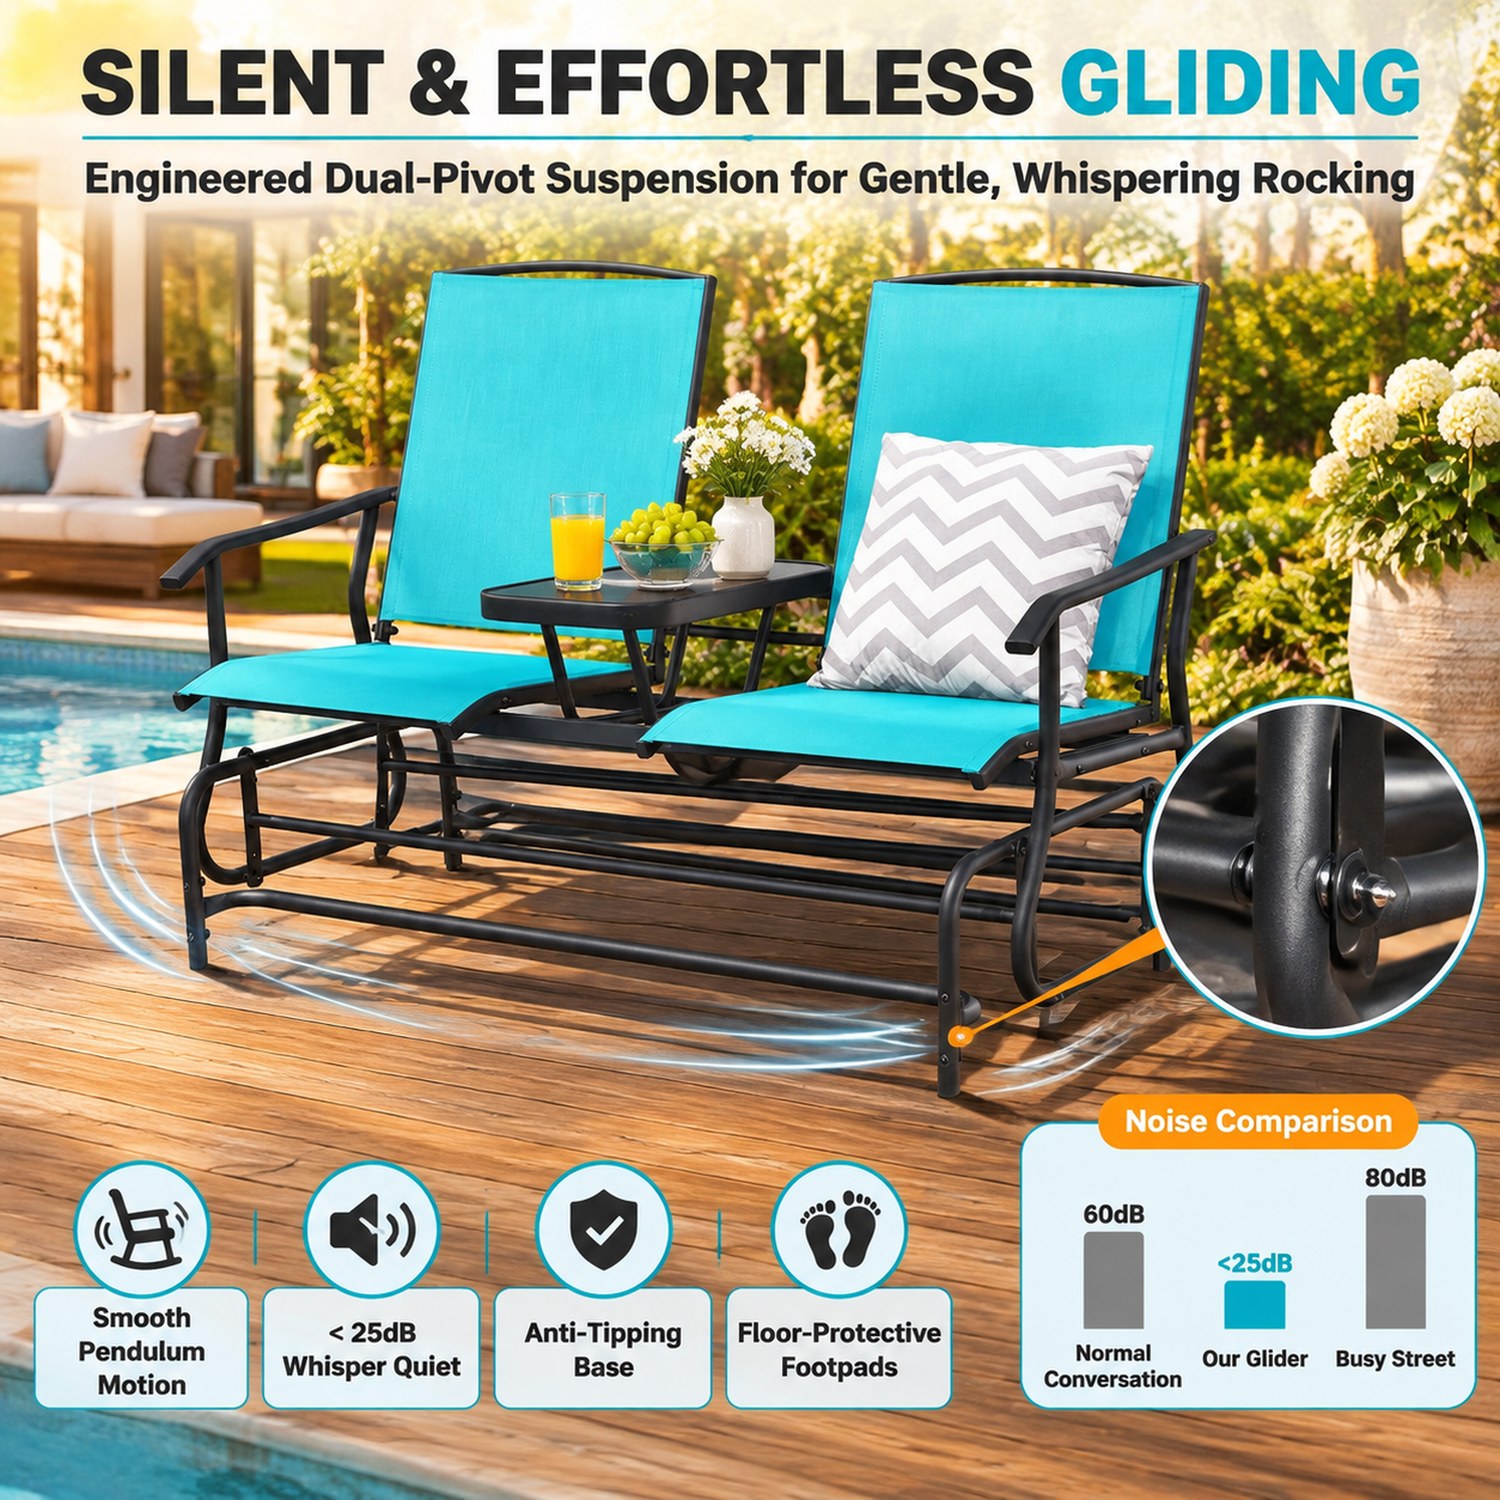 SILENT & EFFORTLESS GLIDING
Engineered Dual-Pivot Suspension for Gentle, Whispering Rocking
Noise Comparison
60dB
<25dB
80dB
Normal
Conversation
Our Glider
Busy Street
Smooth
Pendulum
Motion
< 25dB
Whisper Quiet
Anti-Tipping
Base
Floor-Protective
Footpads